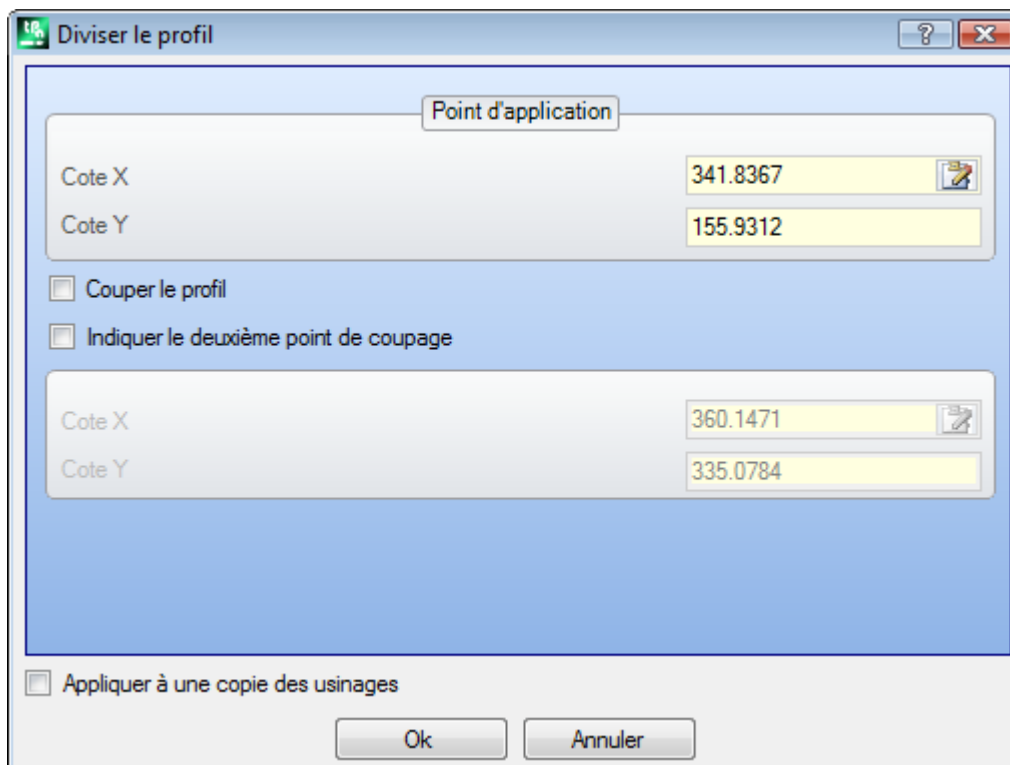 Diviser le profil
Point d'application
Cote X 341.8367
Cote Y 155.9312
Couper le profil
Indiquer le deuxième point de coupage
Cote X 360.1471
Cote Y 335.0784
Appliquer à une copie des usinages
Ok Annuler